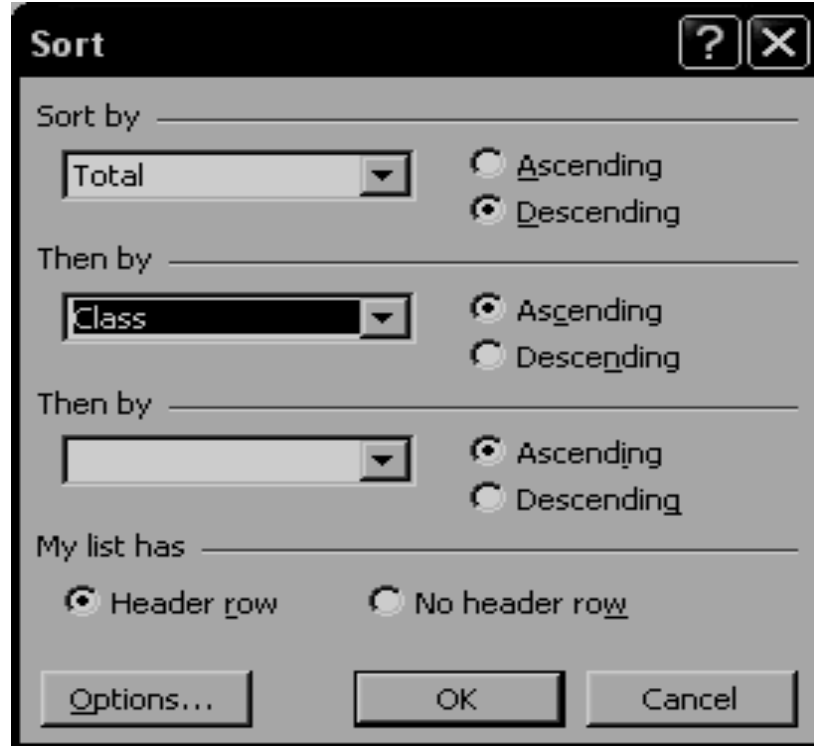 Sort
Sort by
Total
Ascending
Descending
Then by
Class
Ascending
Descending
Then by
Ascending
Descending
My list has
Header row
No header row
Options...
OK
Cancel